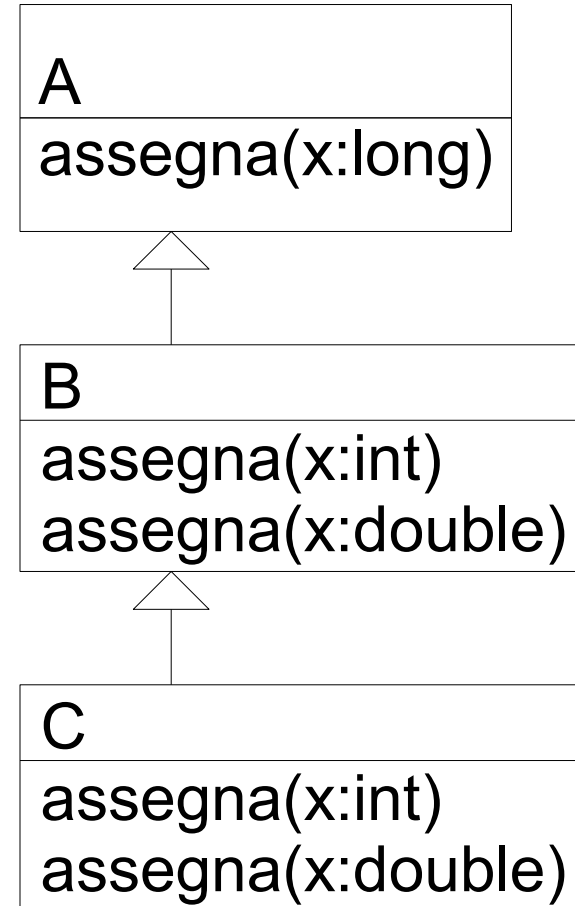 A
assegna(x:long)
B
assegna(x:int)
assegna(x:double)
C
assegna(x:int)
assegna(x:double)